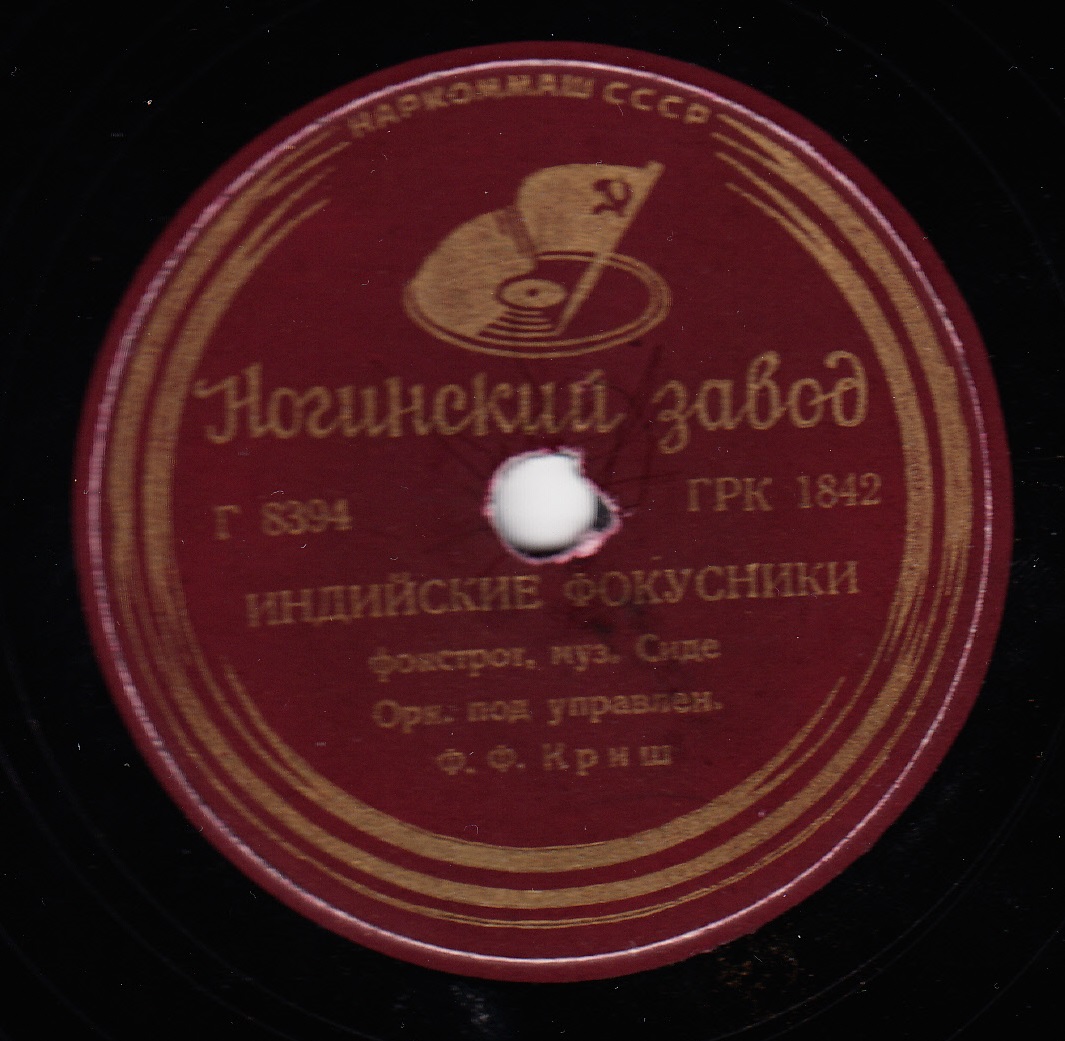 НАРКОММАШ СССР
Ногинский завод
Г 8394 ГРК 1842
ИНДИЙСКИЕ ФОКУСНИКИ
фокстрот, муз. Сиде
Орк. под управлен.
Ф. Ф. Криш